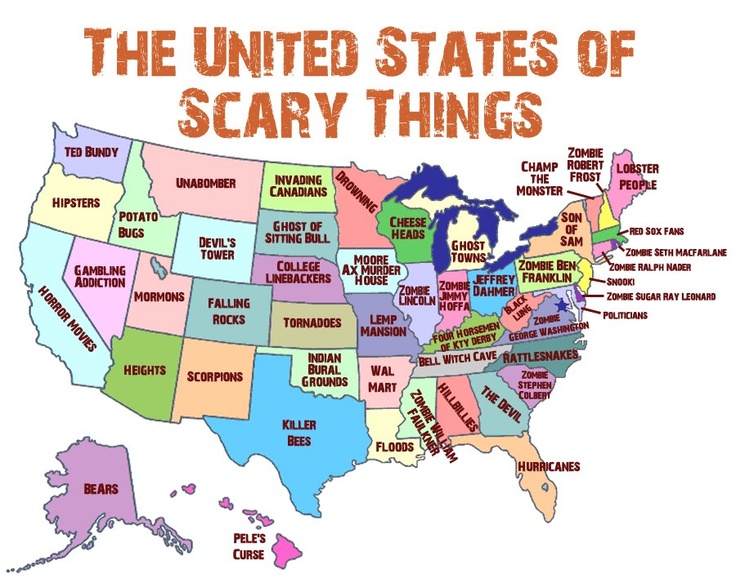 THE UNITED STATES OF
SCARY THINGS
TED BUNDY
HIPSTERS
POTATO
BUGS
UNABOMBER
INVADING
CANADIANS
DROWNING
CHEESE
HEADS
GHOST
TOWNS
CHAMP
THE
MONSTER
ZOMBIE
ROBERT
FROST
LOBSTER
PEOPLE
SON
OF
SAM
RED SOX FANS
ZOMBIE SETH MACFARLANE
ZOMBIE RALPH NADER
SNOOKI
ZOMBIE SUGAR RAY LEONARD
POLITICIANS
HORROR MOVIES
GAMBLING
ADDICTION
MORMONS
DEVIL'S
TOWER
GHOST OF
SITTING BULL
COLLEGE
LINEBACKERS
MOORE
AX MURDER
HOUSE
ZOMBIE
LINCOLN
ZOMBIE
JIMMY
HOFFA
JEFFREY
DAHMER
ZOMBIE BEN
FRANKLIN
BLACK
LUNG
ZOMBIE
GEORGE WASHINGTON
FALLING
ROCKS
TORNADOES
LEMP
MANSION
FOUR HORSEMEN
OF KTY DERBY
BELL WITCH CAVE
RATTLESNAKES
HEIGHTS
SCORPIONS
INDIAN
BURAL
GROUNDS
WAL
MART
ZOMBIE WILLIAM
FAULKNER
HILLBILLIES
THE DEVIL
ZOMBIE
STEPHEN
COLBERT
KILLER
BEES
FLOODS
HURRICANES
BEARS
PELE'S
CURSE